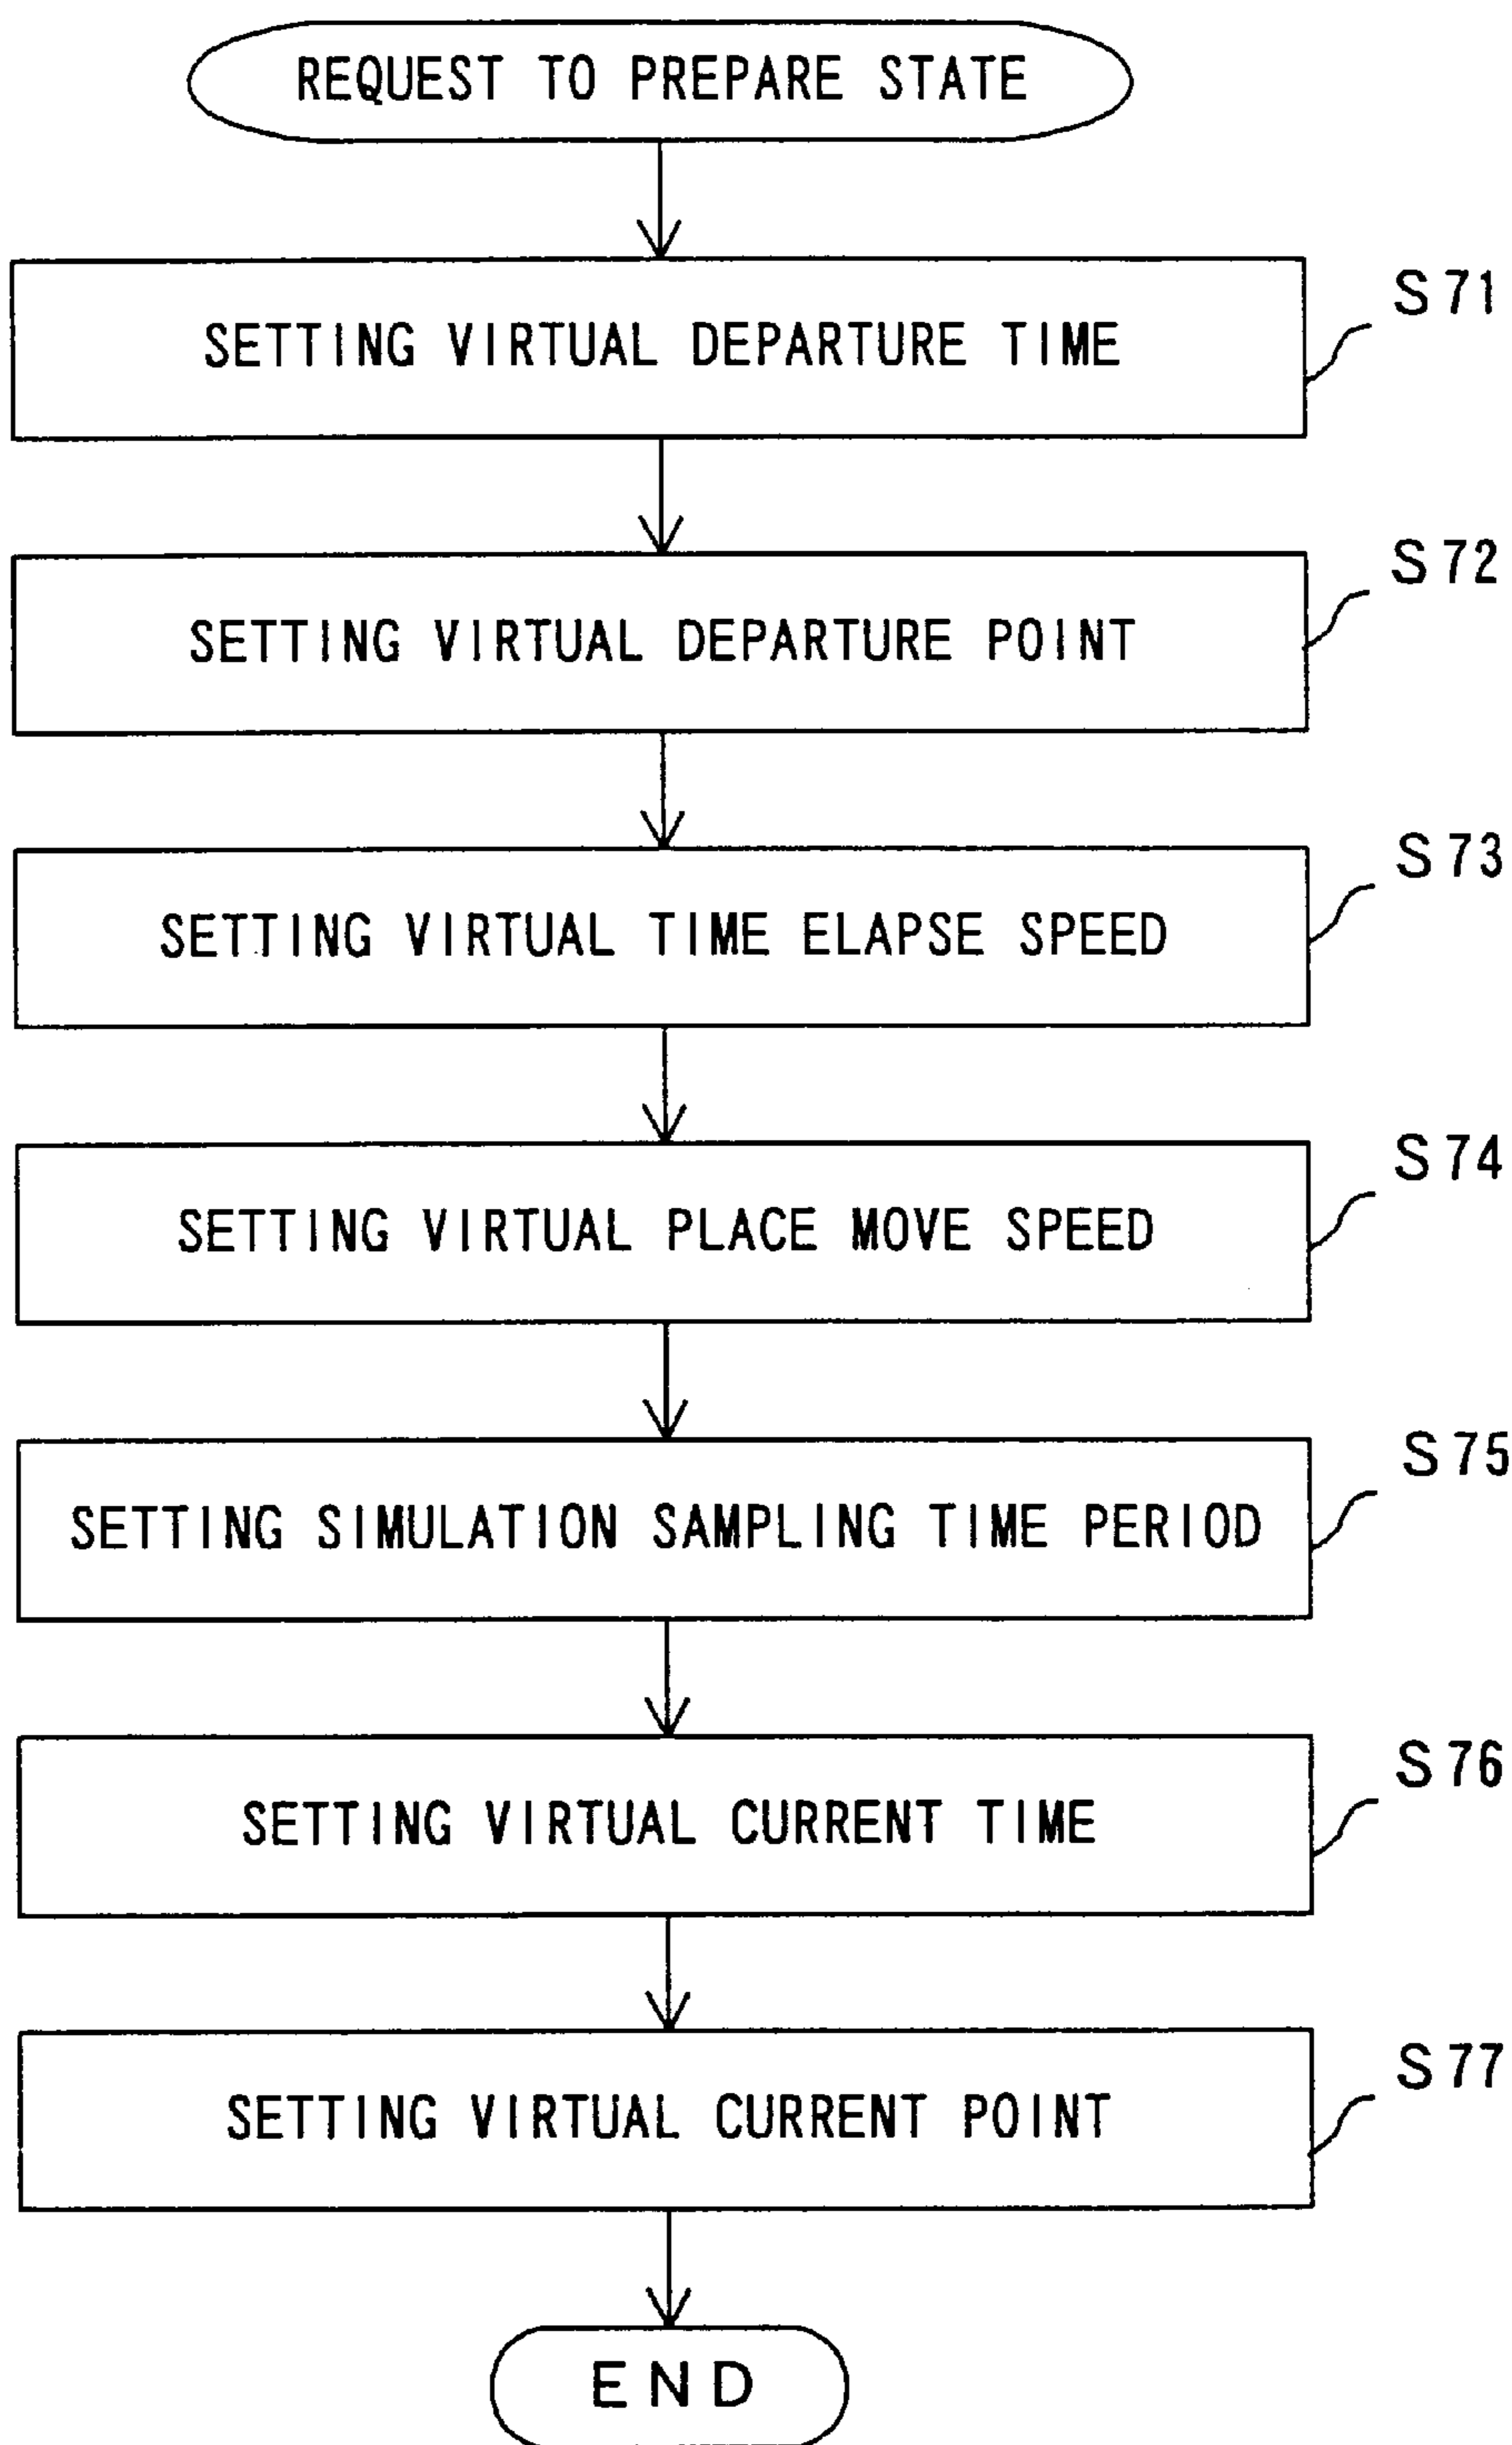 REQUEST TO PREPARE STATE
S71
SETTING VIRTUAL DEPARTURE TIME
S72
SETTING VIRTUAL DEPARTURE POINT
S73
SETTING VIRTUAL TIME ELAPSE SPEED
S74
SETTING VIRTUAL PLACE MOVE SPEED
S75
SETTING SIMULATION SAMPLING TIME PERIOD
S76
SETTING VIRTUAL CURRENT TIME
S77
SETTING VIRTUAL CURRENT POINT
END